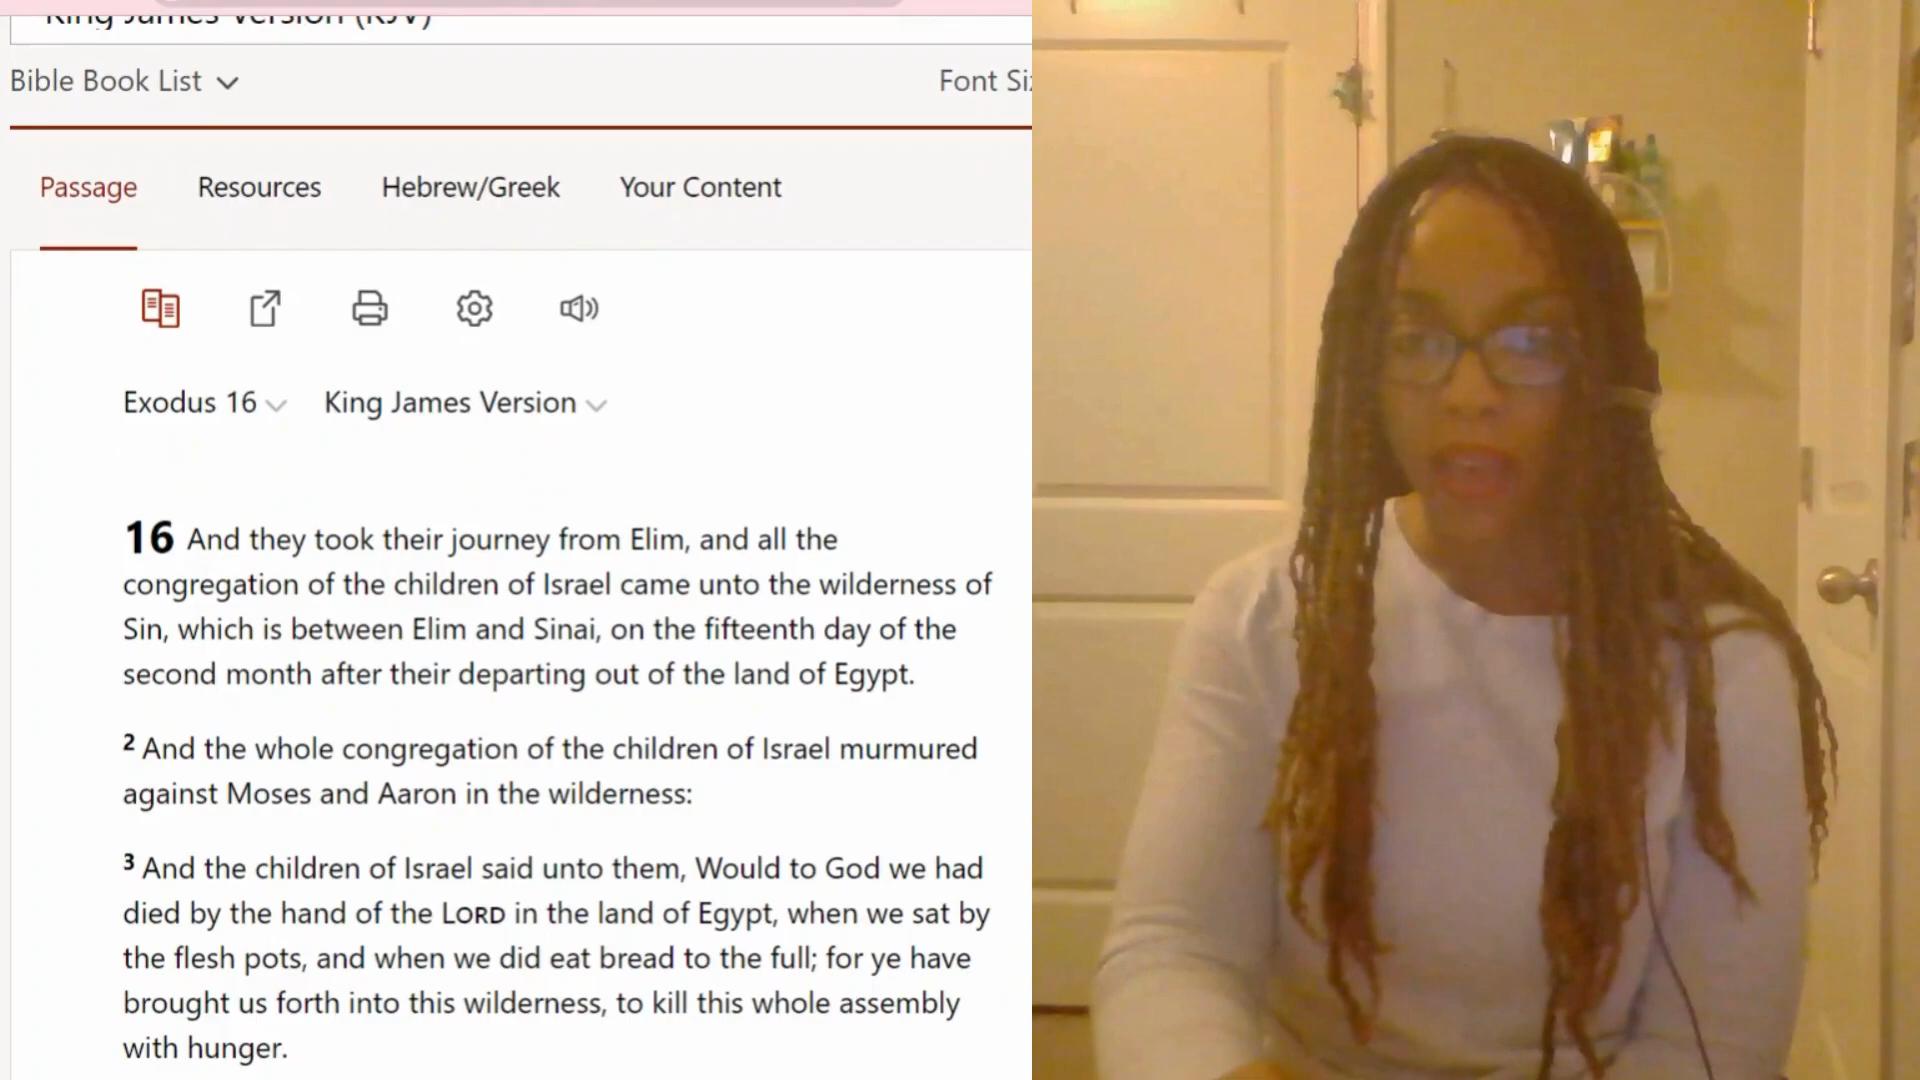 King James Version (KJV)
Bible Book List
Font
Passage
Resources
Hebrew/Greek
Your Content
Exodus 16
King James Version
16 And they took their journey from Elim, and all the
congregation of the children of Israel came unto the wilderness of
Sin, which is between Elim and Sinai, on the fifteenth day of the
second month after their departing out of the land of Egypt.
2 And the whole congregation of the children of Israel murmured
against Moses and Aaron in the wilderness:
3 And the children of Israel said unto them, Would to God we had
died by the hand of the LORD in the land of Egypt, when we sat by
the flesh pots, and when we did eat bread to the full; for ye have
brought us forth into this wilderness, to kill this whole assembly
with hunger.